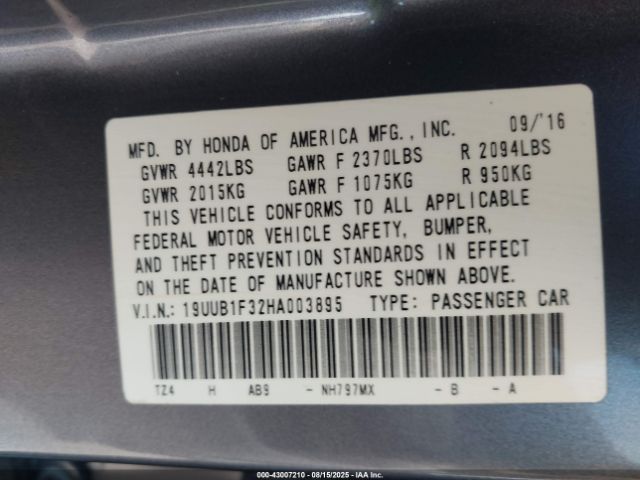 MFD. BY HONDA OF AMERICA MFG., INC. 09/'16
GVWR 4442LBS GAWR F 2370LBS R 2094LBS
GVWR 2015KG GAWR F 1075KG R 950KG
THIS VEHICLE CONFORMS TO ALL APPLICABLE
FEDERAL MOTOR VEHICLE SAFETY, BUMPER,
AND THEFT PREVENTION STANDARDS IN EFFECT
ON THE DATE OF MANUFACTURE SHOWN ABOVE.
V.I.N.: 19UUB1F32HA003895 TYPE: PASSENGER CAR
TZ4 H AB9 - NH797MX - B - A
000-43007210 - 08/15/2025 - IAA Inc.